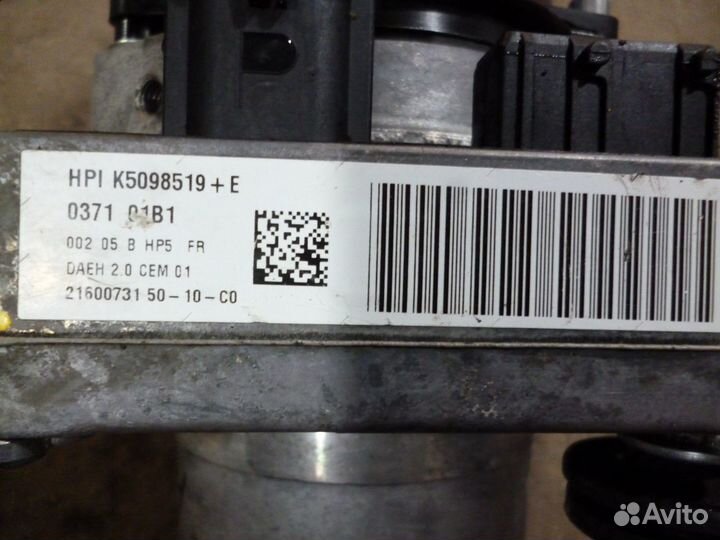 HPI K5098519+E
0371 01B1
002 05 B HP5 FR
DAEH 2.0 CEM 01
21600731 50-10-C0
Avito